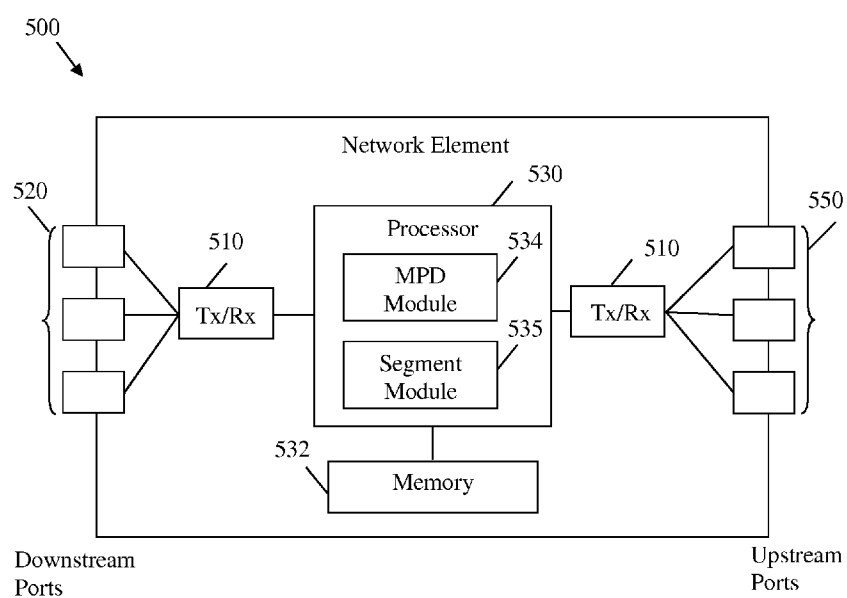 500
Network Element
530
520
550
Processor
510
534
510
MPD
Module
Tx/Rx
Tx/Rx
535
Segment
Module
532
Memory
Downstream
Ports
Upstream
Ports